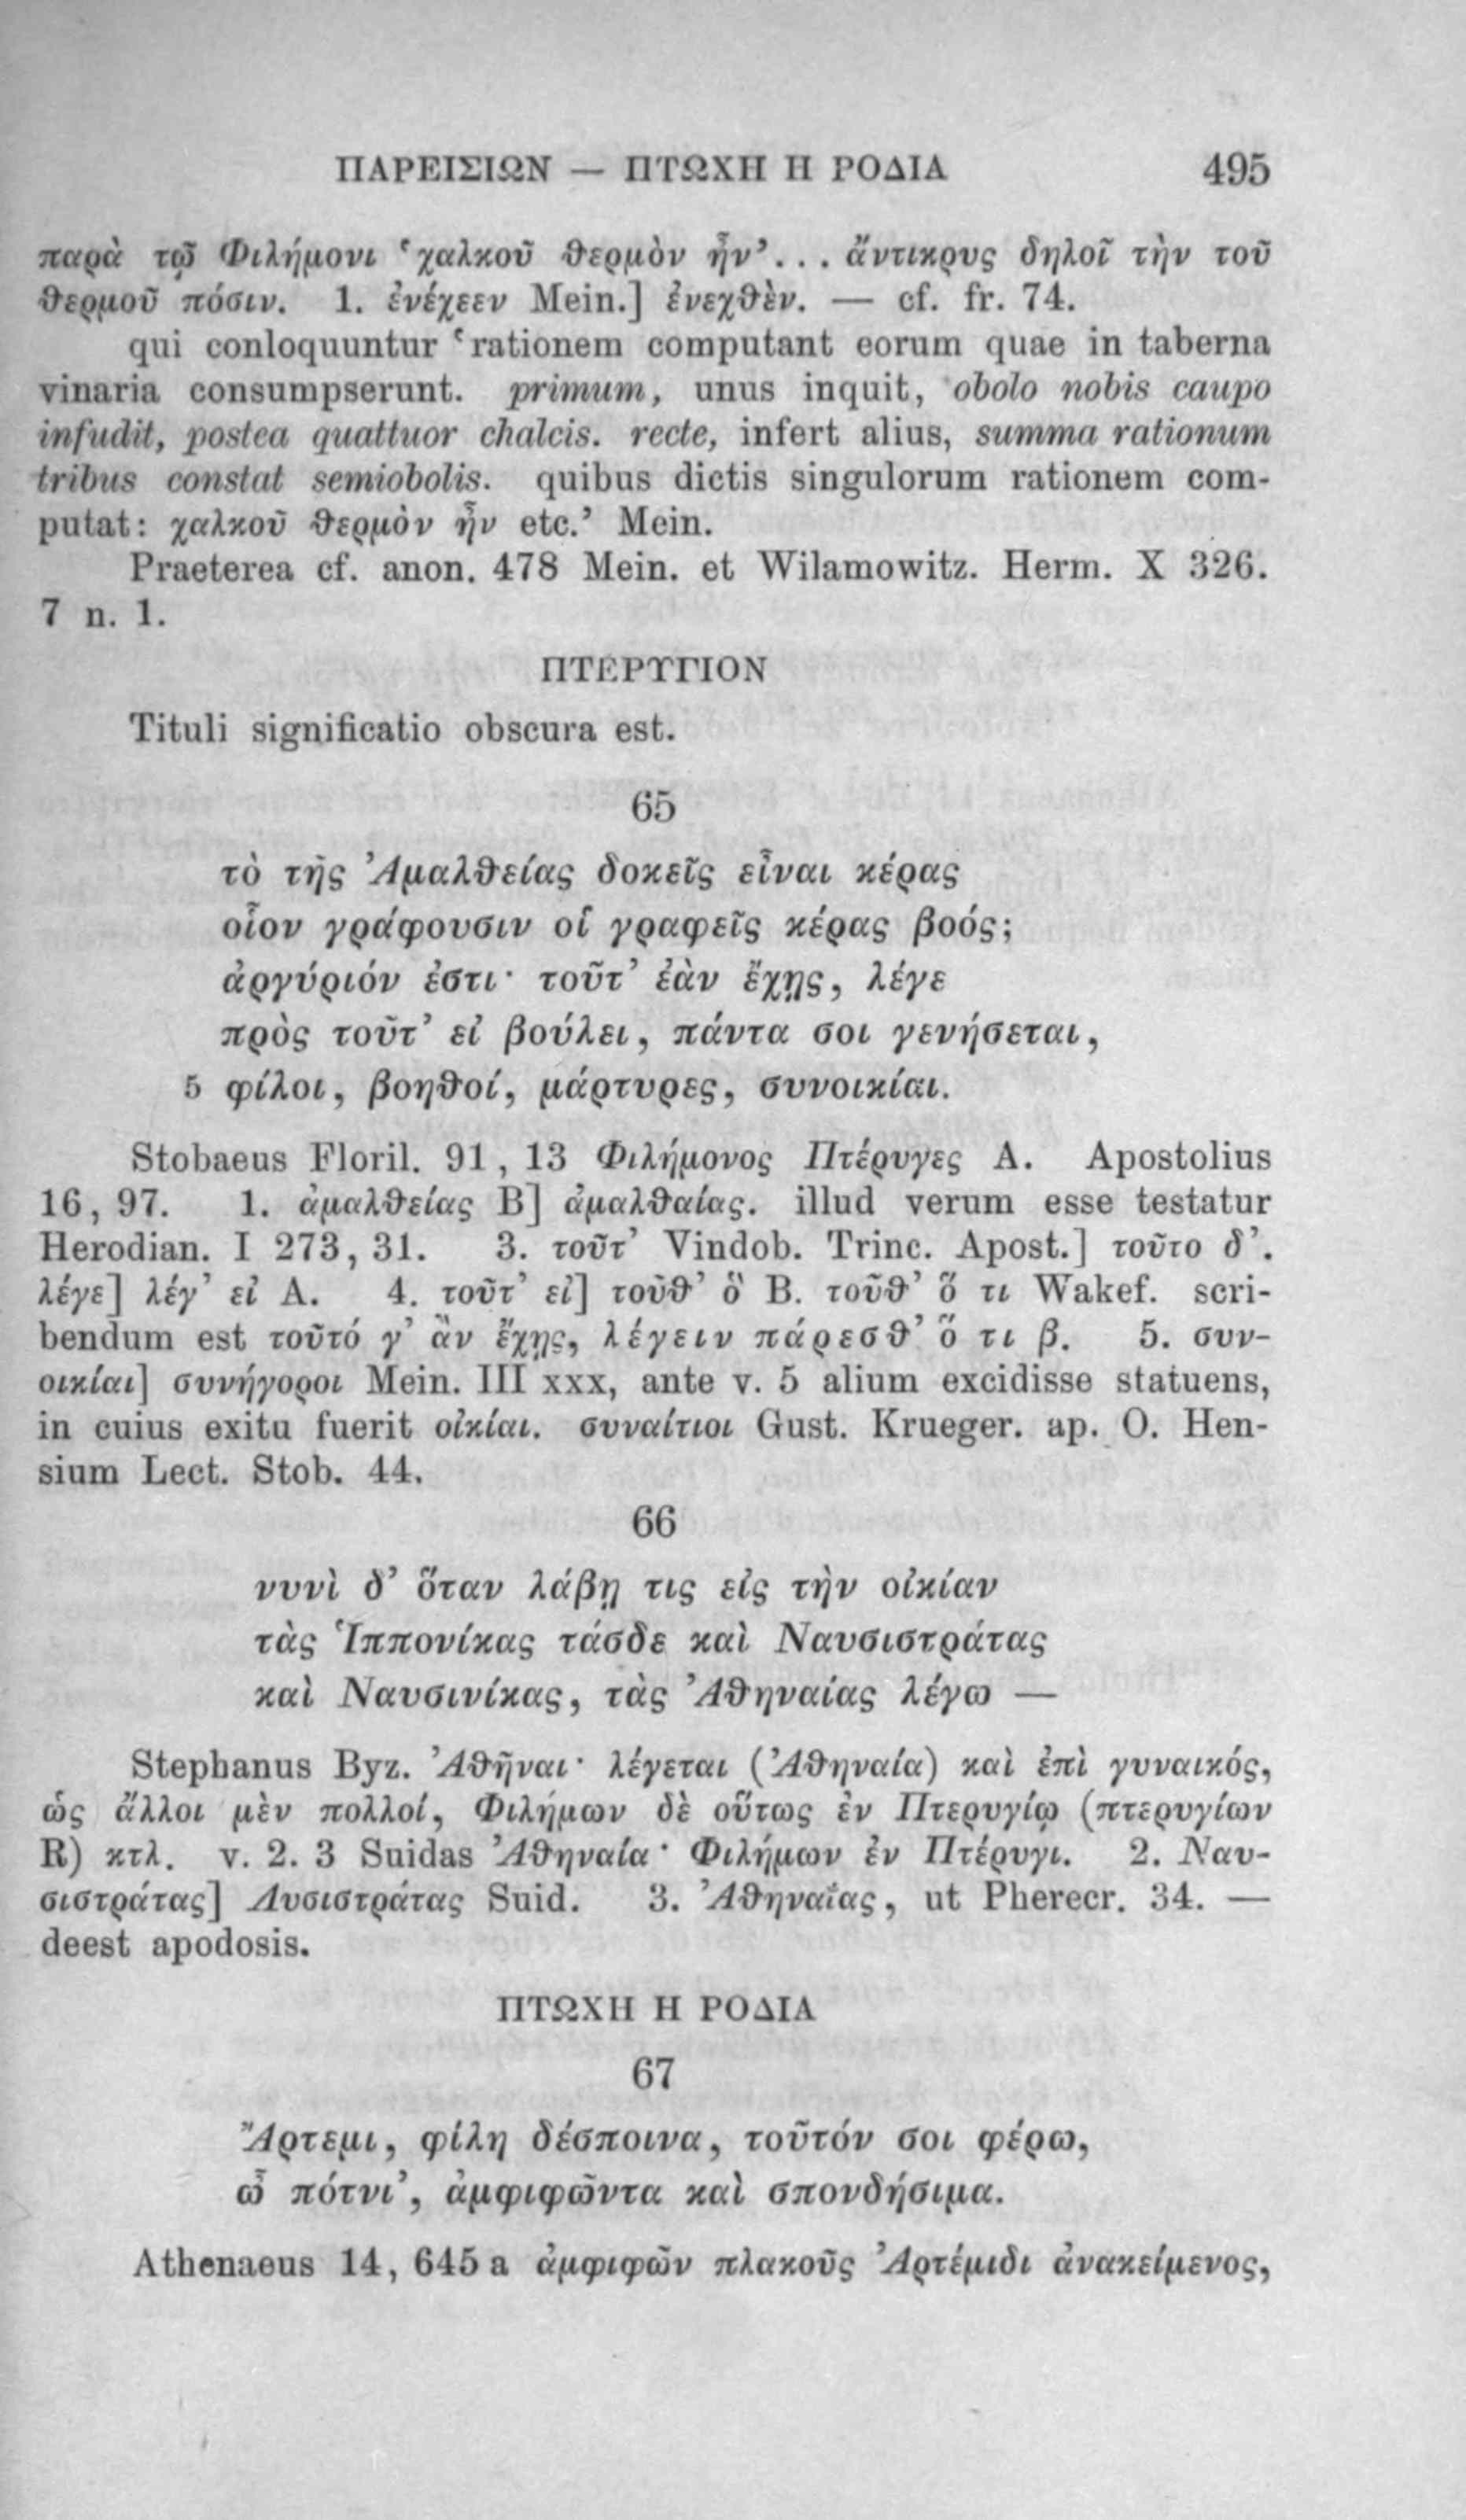 ΠΑΡΕΙΣΙΩΝ — ΠΤΩΧΗ Η ΡΟΔΙΑ 495
παρὰ τῷ Φιλήμονι ‘χαλκοῦ θερμὸν ἦν’... ἄντικρυς δηλοῖ τὴν τοῦ
θερμοῦ πόσιν. 1. ἐνέχεεν Mein.] ἐνεχθὲν. — cf. fr. 74.
qui conloquuntur ‘rationem computant eorum quae in taberna
vinaria consumpserunt. primum, unus inquit, obolo nobis caupo
infudit, postea quattuor chalcis. recte, infert alius, summa rationum
tribus constat semiobolis. quibus dictis singulorum rationem com-
putat: χαλκοῦ θερμὸν ἦν etc.’ Mein.
Praeterea cf. anon. 478 Mein. et Wilamowitz. Herm. X 326.
7 n. 1.
ΠΤΕΡΥΓΙΟΝ
Tituli significatio obscura est.
65
τὸ τῆς Ἀμαλθείας δοκεῖς εἶναι κέρας
οἷον γράφουσιν οἱ γραφεῖς κέρας βοός;
ἀργύριόν ἐστι· τοῦτ’ ἐὰν ἔχῃς, λέγε
πρὸς τοῦτ’ εἰ βούλει, πάντα σοι γενήσεται,
5 φίλοι, βοηθοί, μάρτυρες, συνοικίαι.
Stobaeus Floril. 91, 13 Φιλήμονος Πτέρυγες A. Apostolius
16, 97. 1. ἀμαλθείας B] ἀμαλθαίας. illud verum esse testatur
Herodian. I 273, 31. 3. τοῦτ’ Vindob. Trinc. Apost.] τοῦτο δ’.
λέγε] λέγ’ εἰ A. 4. τοῦτ’ εἰ] τοῦθ’ ὃ B. τοῦθ’ ὅ τι Wakef. scri-
bendum est τοῦτό γ’ ἂν ἔχῃς, λέγειν πάρεσθ’ ὅ τι β. 5. συν-
οικίαι] συνήγοροι Mein. III xxx, ante v. 5 alium excidisse statuens,
in cuius exitu fuerit οἰκίαι. συναίτιοι Gust. Krueger. ap. O. Hen-
sium Lect. Stob. 44.
66
νυνὶ δ’ ὅταν λάβῃ τις εἰς τὴν οἰκίαν
τὰς Ἱππονίκας τάσδε καὶ Ναυσιστράτας
καὶ Ναυσινίκας, τὰς Ἀθηναίας λέγω —
Stephanus Byz. Ἀθῆναι· λέγεται (Ἀθηναία) καὶ ἐπὶ γυναικός,
ὡς ἄλλοι μὲν πολλοί, Φιλήμων δὲ οὕτως ἐν Πτερυγίῳ (πτερυγίων
R) κτλ. v. 2. 3 Suidas Ἀθηναία· Φιλήμων ἐν Πτέρυγι. 2. Ναυ-
σιστράτας] Λυσιστράτας Suid. 3. Ἀθηναΐας, ut Pherecr. 34. —
deest apodosis.
ΠΤΩΧΗ Η ΡΟΔΙΑ
67
Ἄρτεμι, φίλη δέσποινα, τοῦτόν σοι φέρω,
ὦ πότνι’, ἀμφιφῶντα καὶ σπονδήσιμα.
Athenaeus 14, 645 a ἀμφιφῶν πλακοῦς Ἀρτέμιδι ἀνακείμενος,